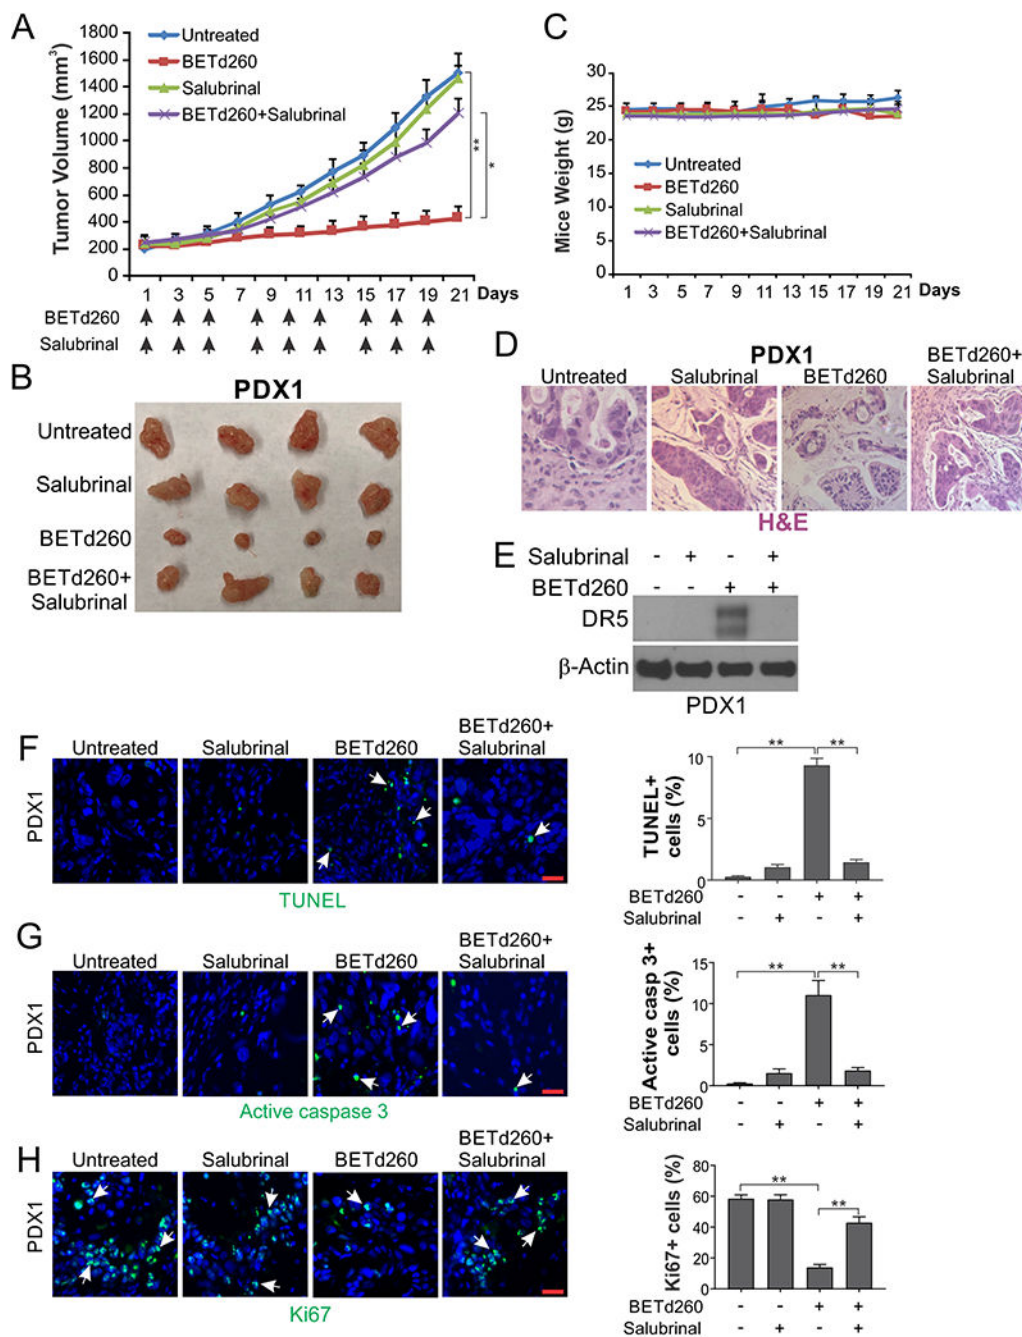 A
Tumor Volume (mm³)
1800
1600
1400
1200
1000
800
600
400
200
0
Untreated
BETd260
Salubrinal
BETd260+Salubrinal
**
*
1 3 5 7 9 11 13 15 17 19 21 Days
BETd260
Salubrinal
C
Mice Weight (g)
30
25
20
15
10
5
0
Untreated
BETd260
Salubrinal
BETd260+Salubrinal
1 3 5 7 9 11 13 15 17 19 21 Days
B
PDX1
Untreated
Salubrinal
BETd260
BETd260+
Salubrinal
D
PDX1
Untreated Salubrinal BETd260 BETd260+
Salubrinal
H&E
E
Salubrinal - + - +
BETd260 - - + +
DR5
β-Actin
PDX1
F
Untreated Salubrinal BETd260 BETd260+
Salubrinal
PDX1
TUNEL
TUNEL+
cells (%)
10
5
0
** **
BETd260 - - + +
Salubrinal - + - +
G
Untreated Salubrinal BETd260 BETd260+
Salubrinal
PDX1
Active caspase 3
Active casp 3+
cells (%)
15
10
5
0
** **
BETd260 - - + +
Salubrinal - + - +
H
Untreated Salubrinal BETd260 BETd260+
Salubrinal
PDX1
Ki67
Ki67+ cells (%)
80
60
40
20
0
** **
BETd260 - - + +
Salubrinal - + - +